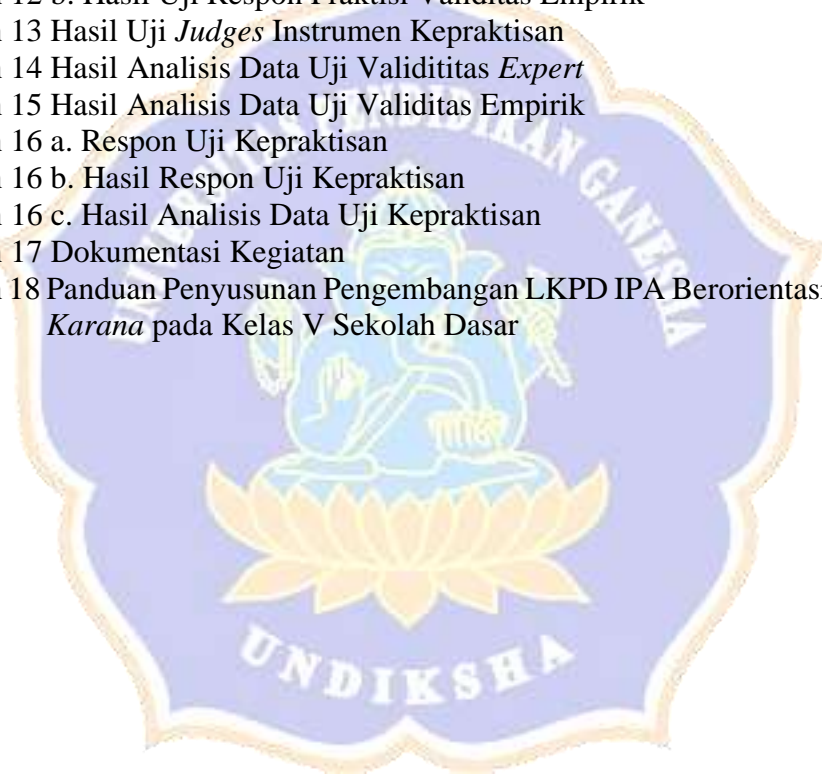 12 b. Hasil Uji Respon Praktisi Validitas Empirik
n 13 Hasil Uji Judges Instrumen Kepraktisan
n 14 Hasil Analisis Data Uji Validititas Expert
n 15 Hasil Analisis Data Uji Validitas Empirik
n 16 a. Respon Uji Kepraktisan
n 16 b. Hasil Respon Uji Kepraktisan
n 16 c. Hasil Analisis Data Uji Kepraktisan
n 17 Dokumentasi Kegiatan
n 18 Panduan Penyusunan Pengembangan LKPD IPA Berorientasi
Karana pada Kelas V Sekolah Dasar
UNIVERSITAS PENDIDIKAN GANESHA
UNDIKSHA